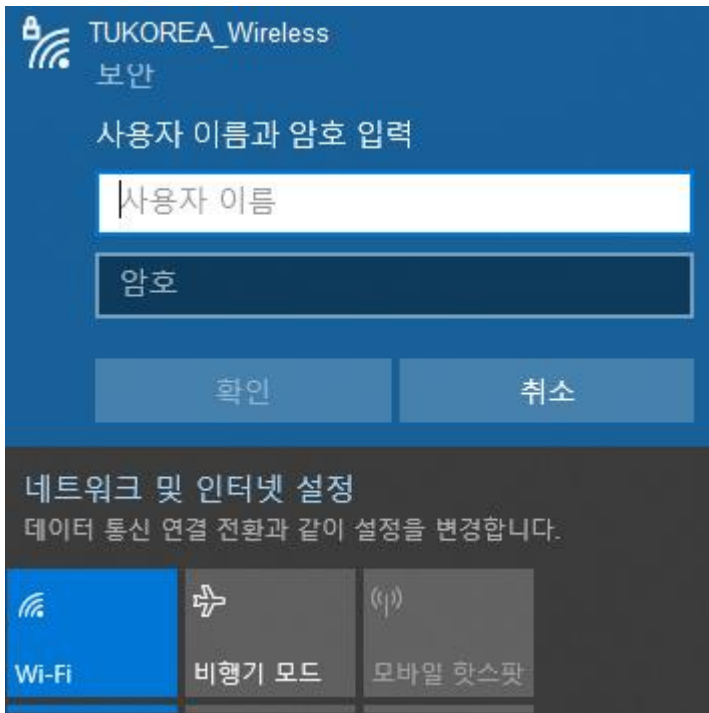 TUKOREA_Wireless
보안
사용자 이름과 암호 입력
사용자 이름
암호
확인 취소
네트워크 및 인터넷 설정
데이터 통신 연결 전환과 같이 설정을 변경합니다.
Wi-Fi 비행기 모드 모바일 핫스팟